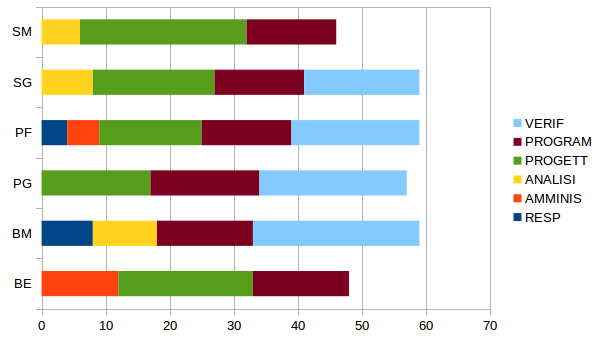 SM
SG
PF
PG
BM
BE
0 10 20 30 40 50 60 70
VERIF
PROGRAM
PROGETT
ANALISI
AMMINIS
RESP